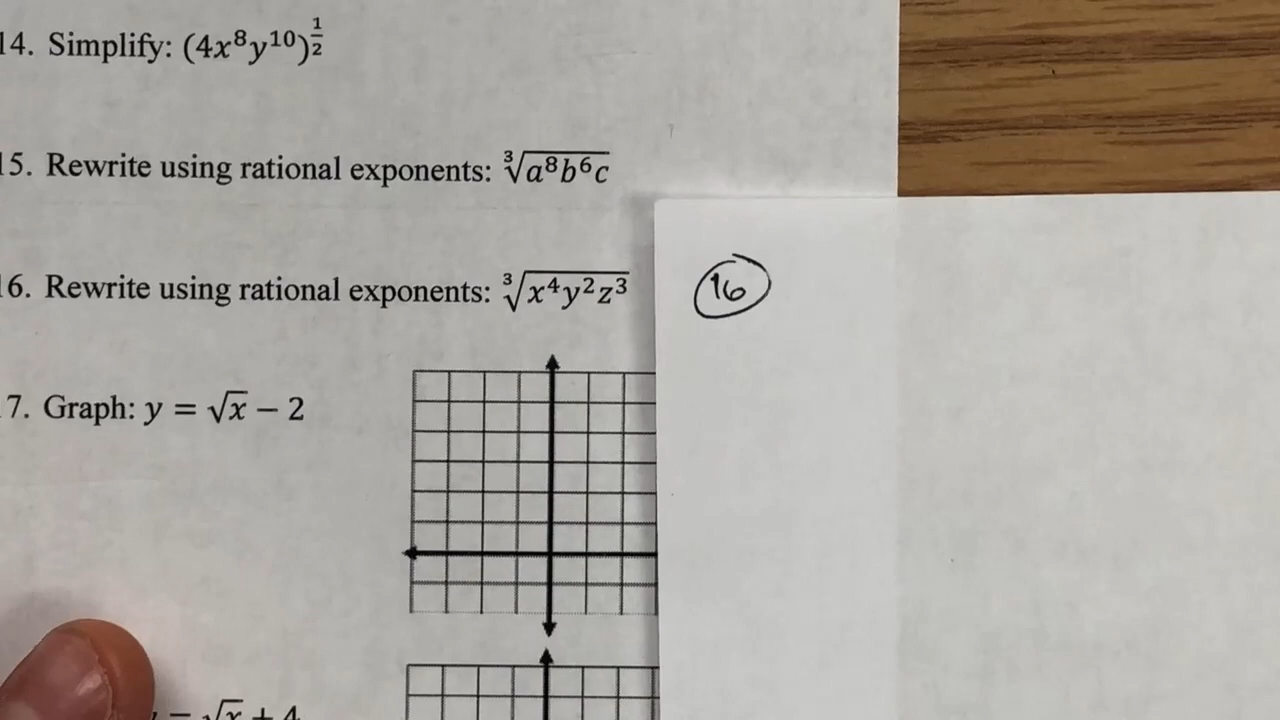 14. Simplify: (4x⁸y¹⁰)^½
15. Rewrite using rational exponents: ∛(a⁸b⁶c)
16. Rewrite using rational exponents: ∛(x⁴y²z³)
16
7. Graph: y = √x − 2
= √x + 4